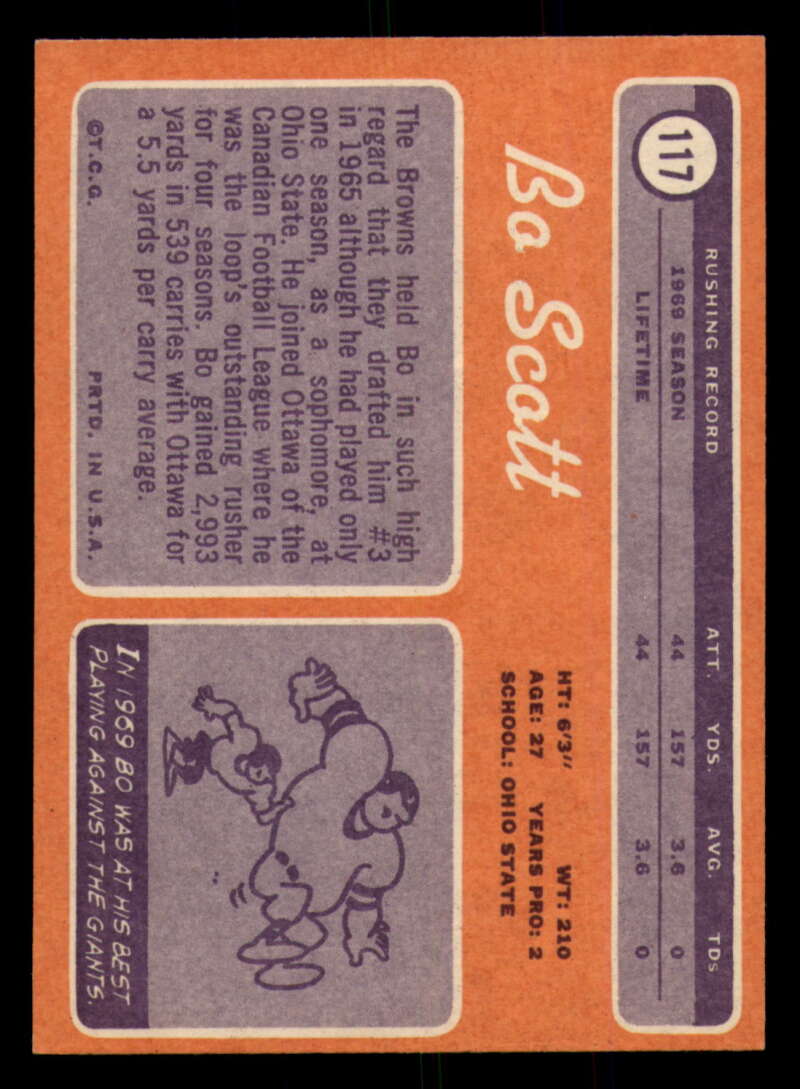 117
RUSHING RECORD ATT. YDS. AVG. TDs
1969 SEASON 44 157 3.6 0
LIFETIME 44 157 3.6 0
Bo Scott
HT: 6'3" WT: 210
AGE: 27 YEARS PRO: 2
SCHOOL: OHIO STATE
The Browns held Bo in such high
regard that they drafted him #3
in 1965 although he had played only
one season, as a sophomore, at
Ohio State. He joined Ottawa of the
Canadian Football League where he
was the loop's outstanding rusher
for four seasons. Bo gained 2,993
yards in 539 carries with Ottawa for
a 5.5 yards per carry average.
©T.C.G. PRTD. IN U.S.A.
IN 1969 BO WAS AT HIS BEST
PLAYING AGAINST THE GIANTS.